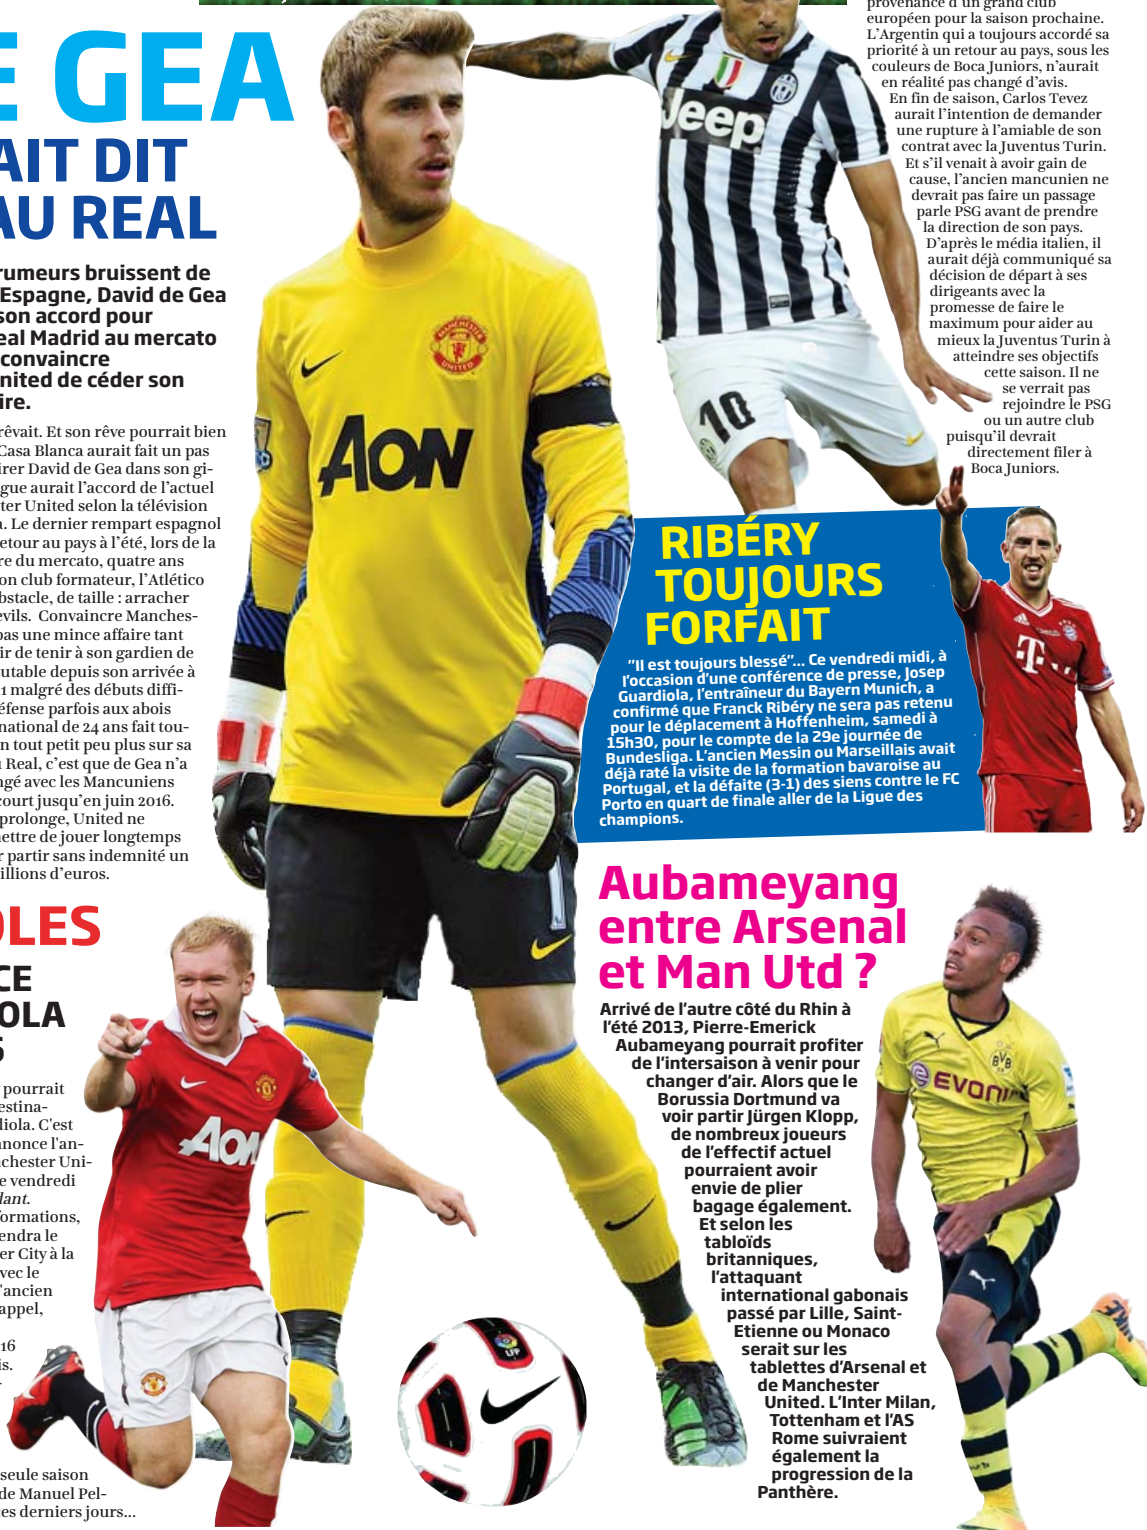 E GEA
AIT DIT
AU REAL
rumeurs bruissent de
Espagne, David de Gea
son accord pour
eal Madrid au mercato
convaincre
nited de céder son
ire.
rêvait. Et son rêve pourrait bien
Casa Blanca aurait fait un pas
irer David de Gea dans son gi-
gue aurait l'accord de l'actuel
ter United selon la télévision
a. Le dernier rempart espagnol
etour au pays à l'été, lors de la
re du mercato, quatre ans
on club formateur, l'Atlético
bstacle, de taille : arracher
evils. Convaincre Manches-
pas une mince affaire tant
ir de tenir à son gardien de
utable depuis son arrivée à
1 malgré des débuts diffi-
défense parfois aux abois
national de 24 ans fait tou-
n tout petit peu plus sur sa
u Real, c'est que de Gea n'a
ngé avec les Mancuniens
court jusqu'en juin 2016.
prolonge, United ne
nettre de jouer longtemps
r partir sans indemnité un
illions d'euros.
OLES
CE
OLA
6
pourrait
estina-
diola. C'est
nnonce l'an-
nchester Uni-
e vendredi
dant.
formations,
endra le
er City à la
vec le
'ancien
appel,
16
is.
-
seule saison
de Manuel Pel-
ces derniers jours...
provenance d'un grand club
européen pour la saison prochaine.
L'Argentin qui a toujours accordé sa
priorité à un retour au pays, sous les
couleurs de Boca Juniors, n'aurait
en réalité pas changé d'avis.
En fin de saison, Carlos Tevez
aurait l'intention de demander
une rupture à l'amiable de son
contrat avec la Juventus Turin.
Et s'il venait à avoir gain de
cause, l'ancien mancunien ne
devrait pas faire un passage
parle PSG avant de prendre
la direction de son pays.
D'après le média italien, il
aurait déjà communiqué sa
décision de départ à ses
dirigeants avec la
promesse de faire le
maximum pour aider au
mieux la Juventus Turin à
atteindre ses objectifs
cette saison. Il ne
se verrait pas
rejoindre le PSG
ou un autre club
puisqu'il devrait
directement filer à
Boca Juniors.
Jeep
10
MANCHESTER
UNITED
AON
RIBÉRY
TOUJOURS
FORFAIT
"Il est toujours blessé"... Ce vendredi midi, à
l'occasion d'une conférence de presse, Josep
Guardiola, l'entraîneur du Bayern Munich, a
confirmé que Franck Ribéry ne sera pas retenu
pour le déplacement à Hoffenheim, samedi à
15h30, pour le compte de la 29e journée de
Bundesliga. L'ancien Messin ou Marseillais avait
déjà raté la visite de la formation bavaroise au
Portugal, et la défaite (3-1) des siens contre le FC
Porto en quart de finale aller de la Ligue des
champions.
T
Aubameyang
entre Arsenal
et Man Utd ?
Arrivé de l'autre côté du Rhin à
l'été 2013, Pierre-Emerick
Aubameyang pourrait profiter
de l'intersaison à venir pour
changer d'air. Alors que le
Borussia Dortmund va
voir partir Jürgen Klopp,
de nombreux joueurs
de l'effectif actuel
pourraient avoir
envie de plier
bagage également.
Et selon les
tabloïds
britanniques,
l'attaquant
international gabonais
passé par Lille, Saint-
Etienne ou Monaco
serait sur les
tablettes d'Arsenal et
de Manchester
United. L'Inter Milan,
Tottenham et l'AS
Rome suivraient
également la
progression de la
Panthère.
BVB
EVONI
AON
LFP